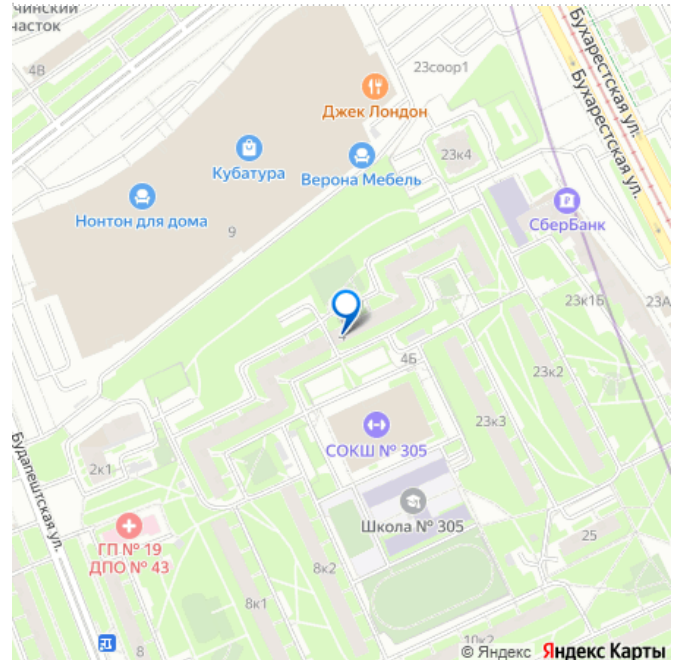 чинский
насток
4В
23соор1
Бухарестская ул.
Бухарестская ул.
Джек Лондон
Кубатура
Верона Мебель
23к4
Нонтон для дома
9
СберБанк
23к1Б
23А
4
4Б
23к2
23к3
СОКШ № 305
Будапештская ул.
2к1
Школа № 305
ГП № 19
ДПО № 43
25
8к2
8к1
8
10к2
© Яндекс Яндекс Карты